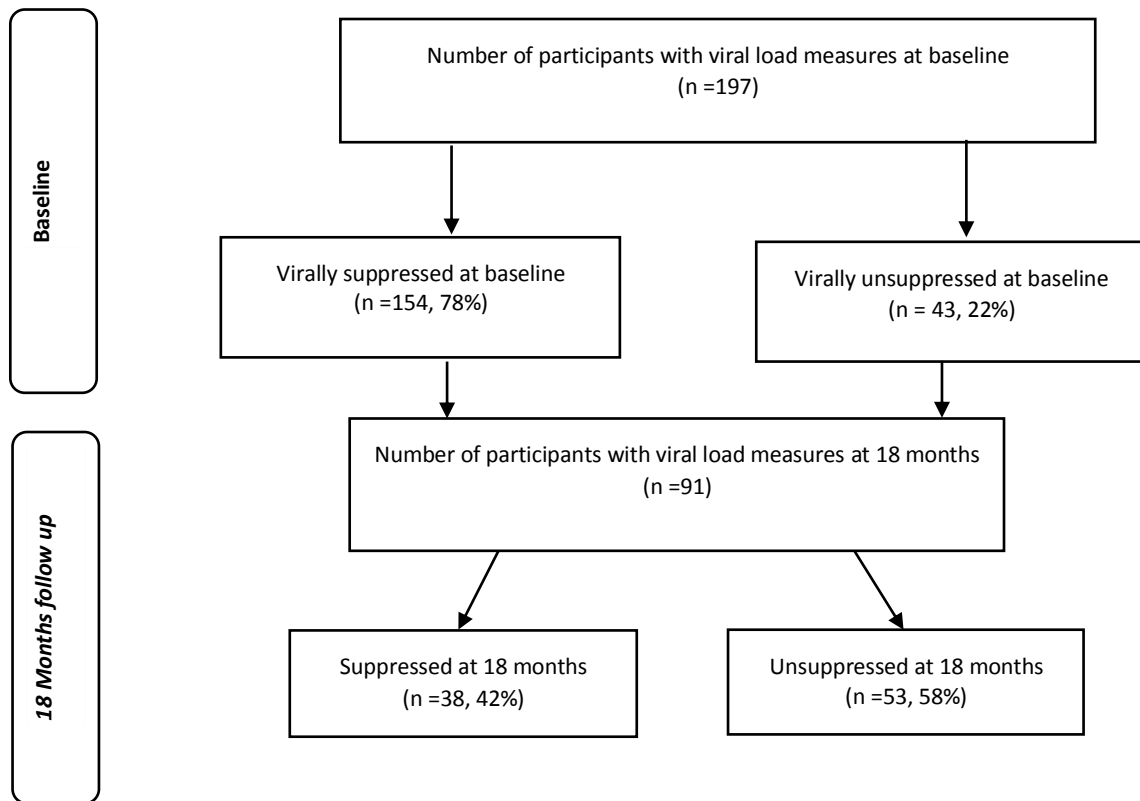 Baseline
Number of participants with viral load measures at baseline
(n =197)
Virally suppressed at baseline
(n =154, 78%)
Virally unsuppressed at baseline
(n = 43, 22%)
18 Months follow up
Number of participants with viral load measures at 18 months
(n =91)
Suppressed at 18 months
(n =38, 42%)
Unsuppressed at 18 months
(n =53, 58%)